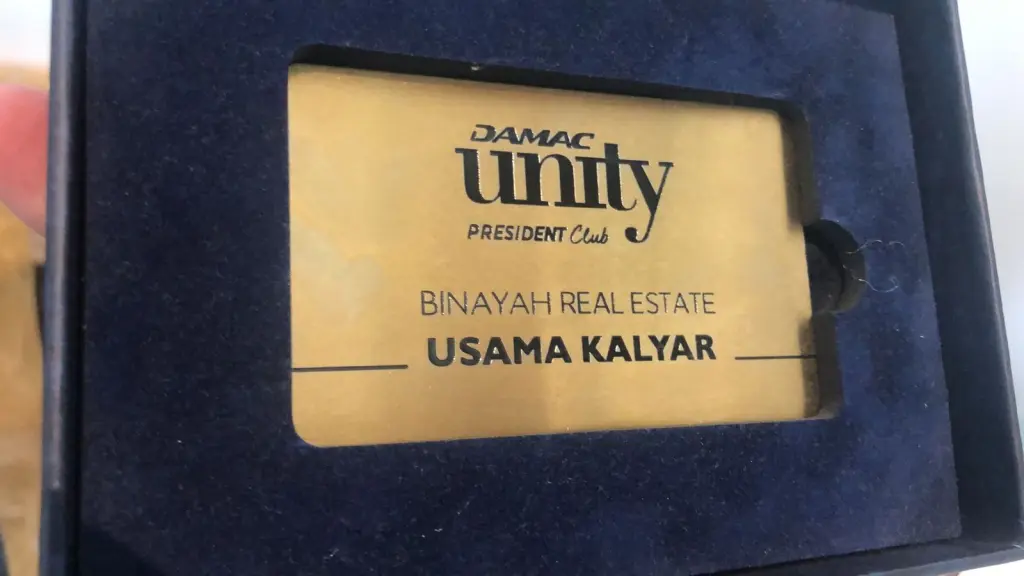 DAMAC
unity
PRESIDENT Club
BINAYAH REAL ESTATE
USAMA KALYAR